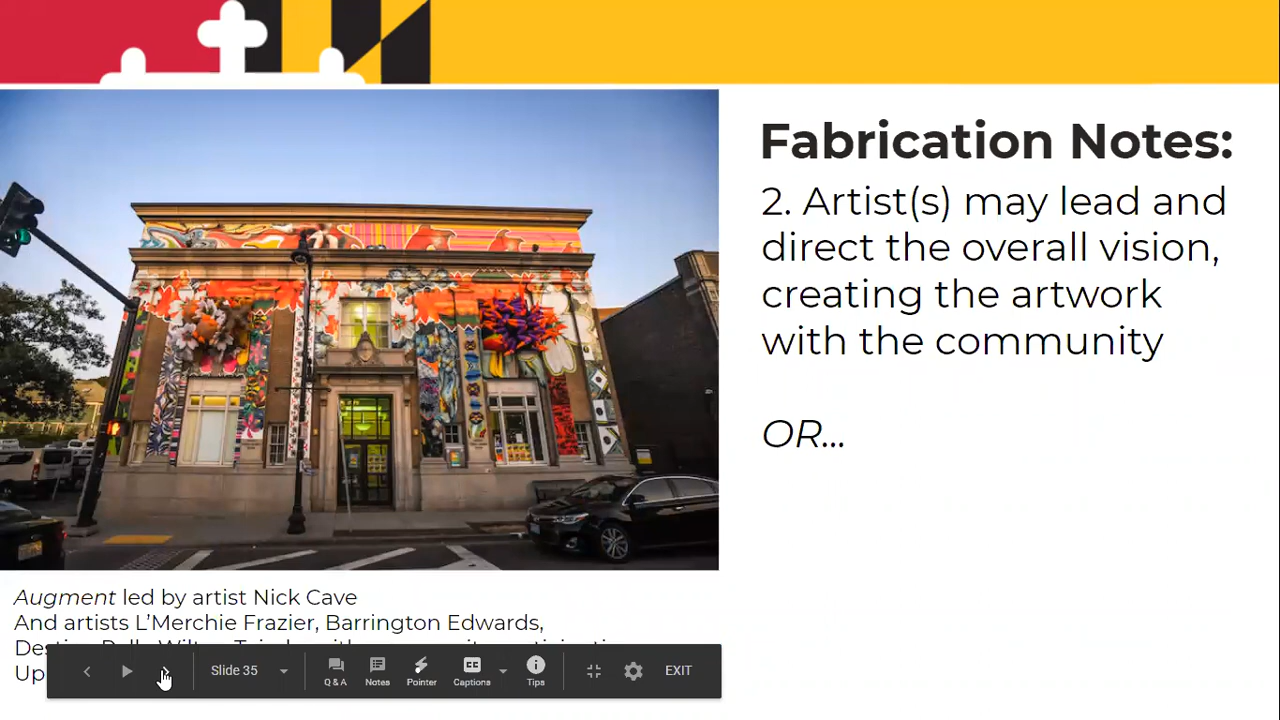 Fabrication Notes:
2. Artist(s) may lead and
direct the overall vision,
creating the artwork
with the community
OR...
Augment led by artist Nick Cave
And artists L'Merchie Frazier, Barrington Edwards,
Up
Slide 35
Q & A
Notes
Pointer
Captions
Tips
EXIT